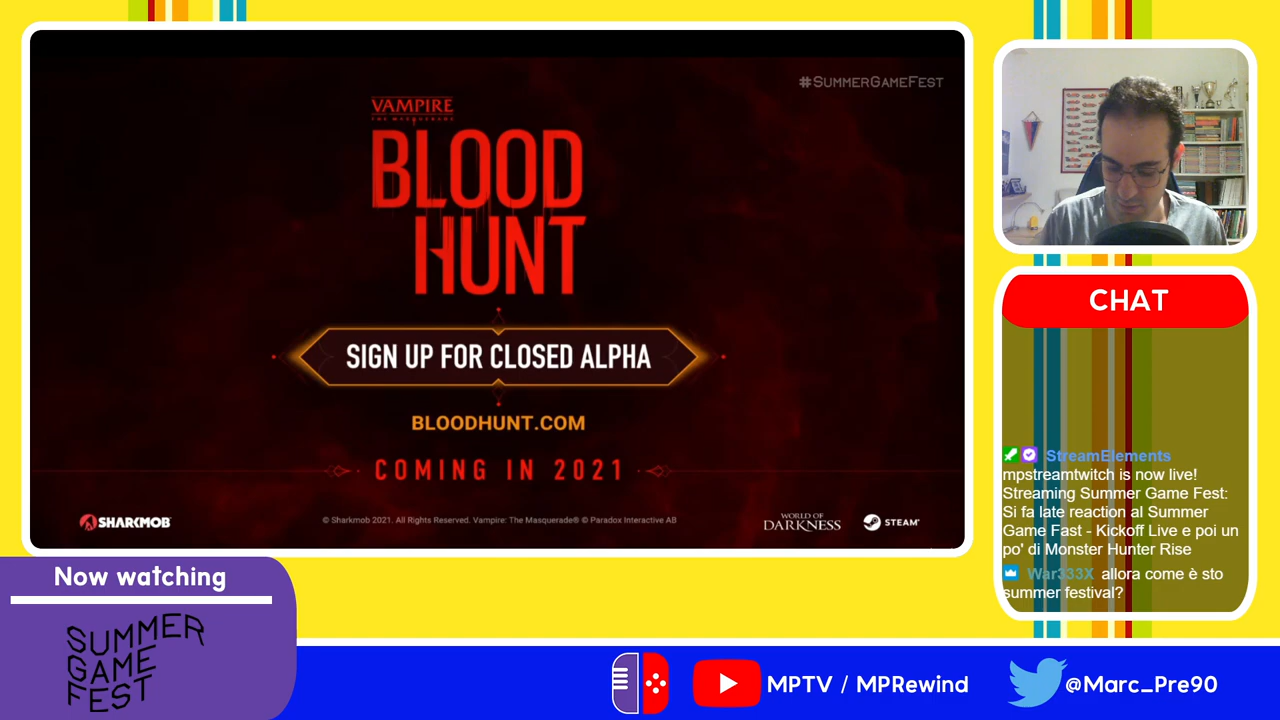 #SUMMERGAMEFEST
VAMPIRE
THE MASQUERADE
BLOOD
HUNT
SIGN UP FOR CLOSED ALPHA
BLOODHUNT.COM
COMING IN 2021
SHARKMOB
© Sharkmob 2021. All Rights Reserved. Vampire: The Masquerade® © Paradox Interactive AB
WORLD OF
DARKNESS
STEAM
CHAT
StreamElements
mpstreamtwitch is now live!
Streaming Summer Game Fest:
Si fa late reaction al Summer
Game Fast - Kickoff Live e poi un
po' di Monster Hunter Rise
War333X allora come è sto
summer festival?
Now watching
SUMMER
GAME
FEST
MPTV / MPRewind
@Marc_Pre90